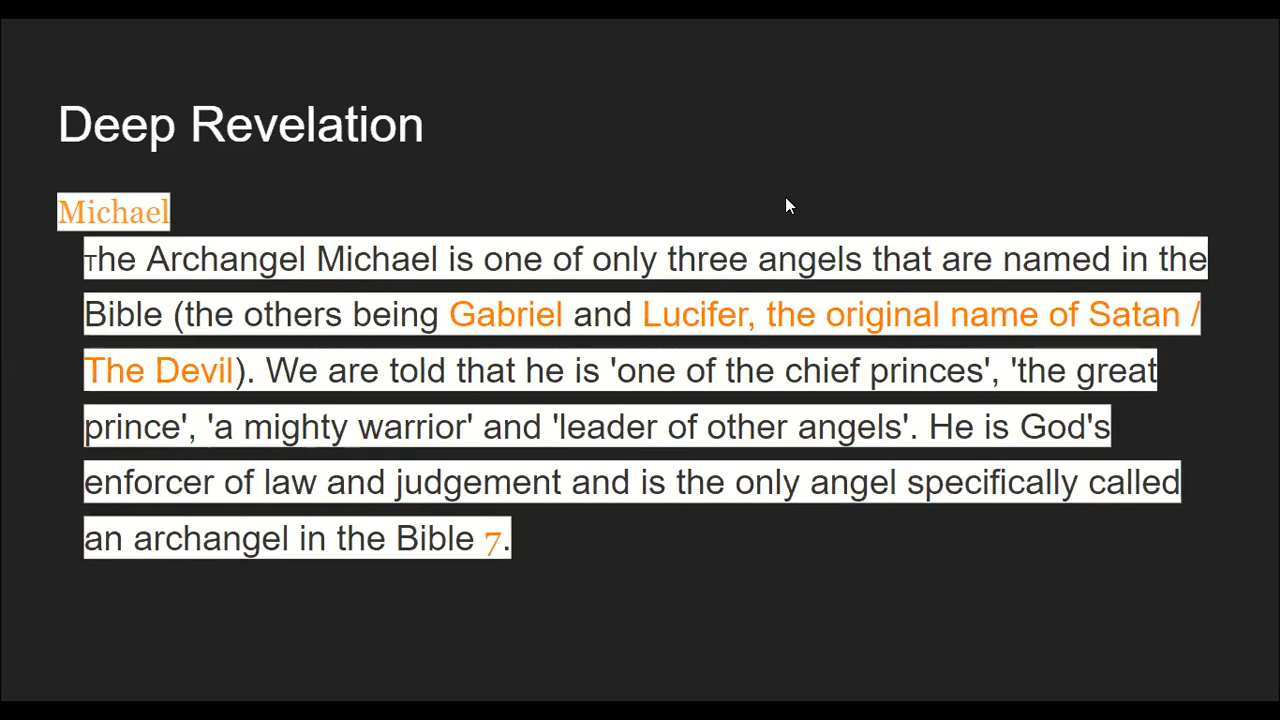 Deep Revelation
Michael
The Archangel Michael is one of only three angels that are named in the
Bible (the others being Gabriel and Lucifer, the original name of Satan /
The Devil). We are told that he is 'one of the chief princes', 'the great
prince', 'a mighty warrior' and 'leader of other angels'. He is God's
enforcer of law and judgement and is the only angel specifically called
an archangel in the Bible 7.